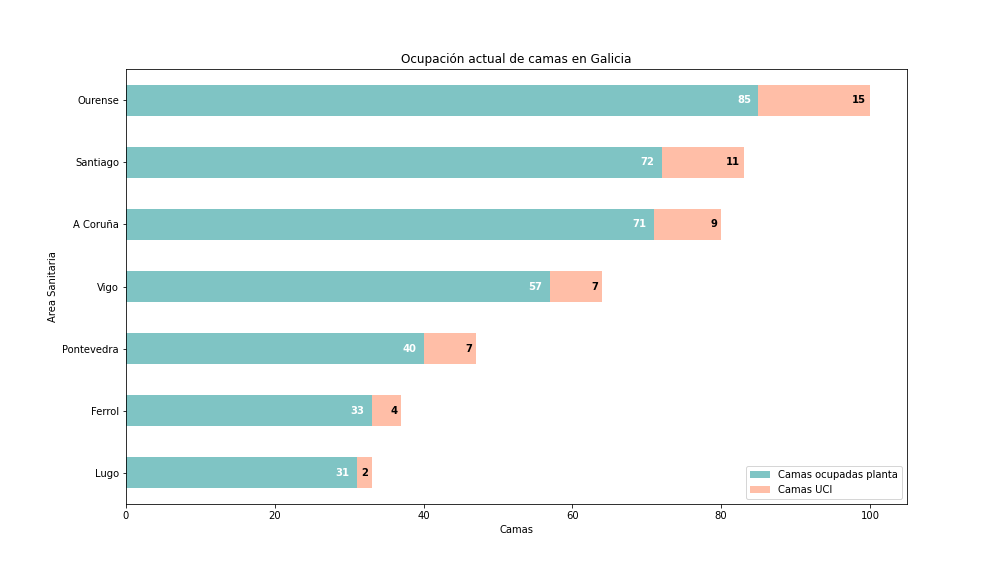 Ocupación actual de camas en Galicia
Area Sanitaria
Ourense 85 15
Santiago 72 11
A Coruña 71 9
Vigo 57 7
Pontevedra 40 7
Ferrol 33 4
Lugo 31 2
Camas ocupadas planta
Camas UCI
0 20 40 60 80 100
Camas